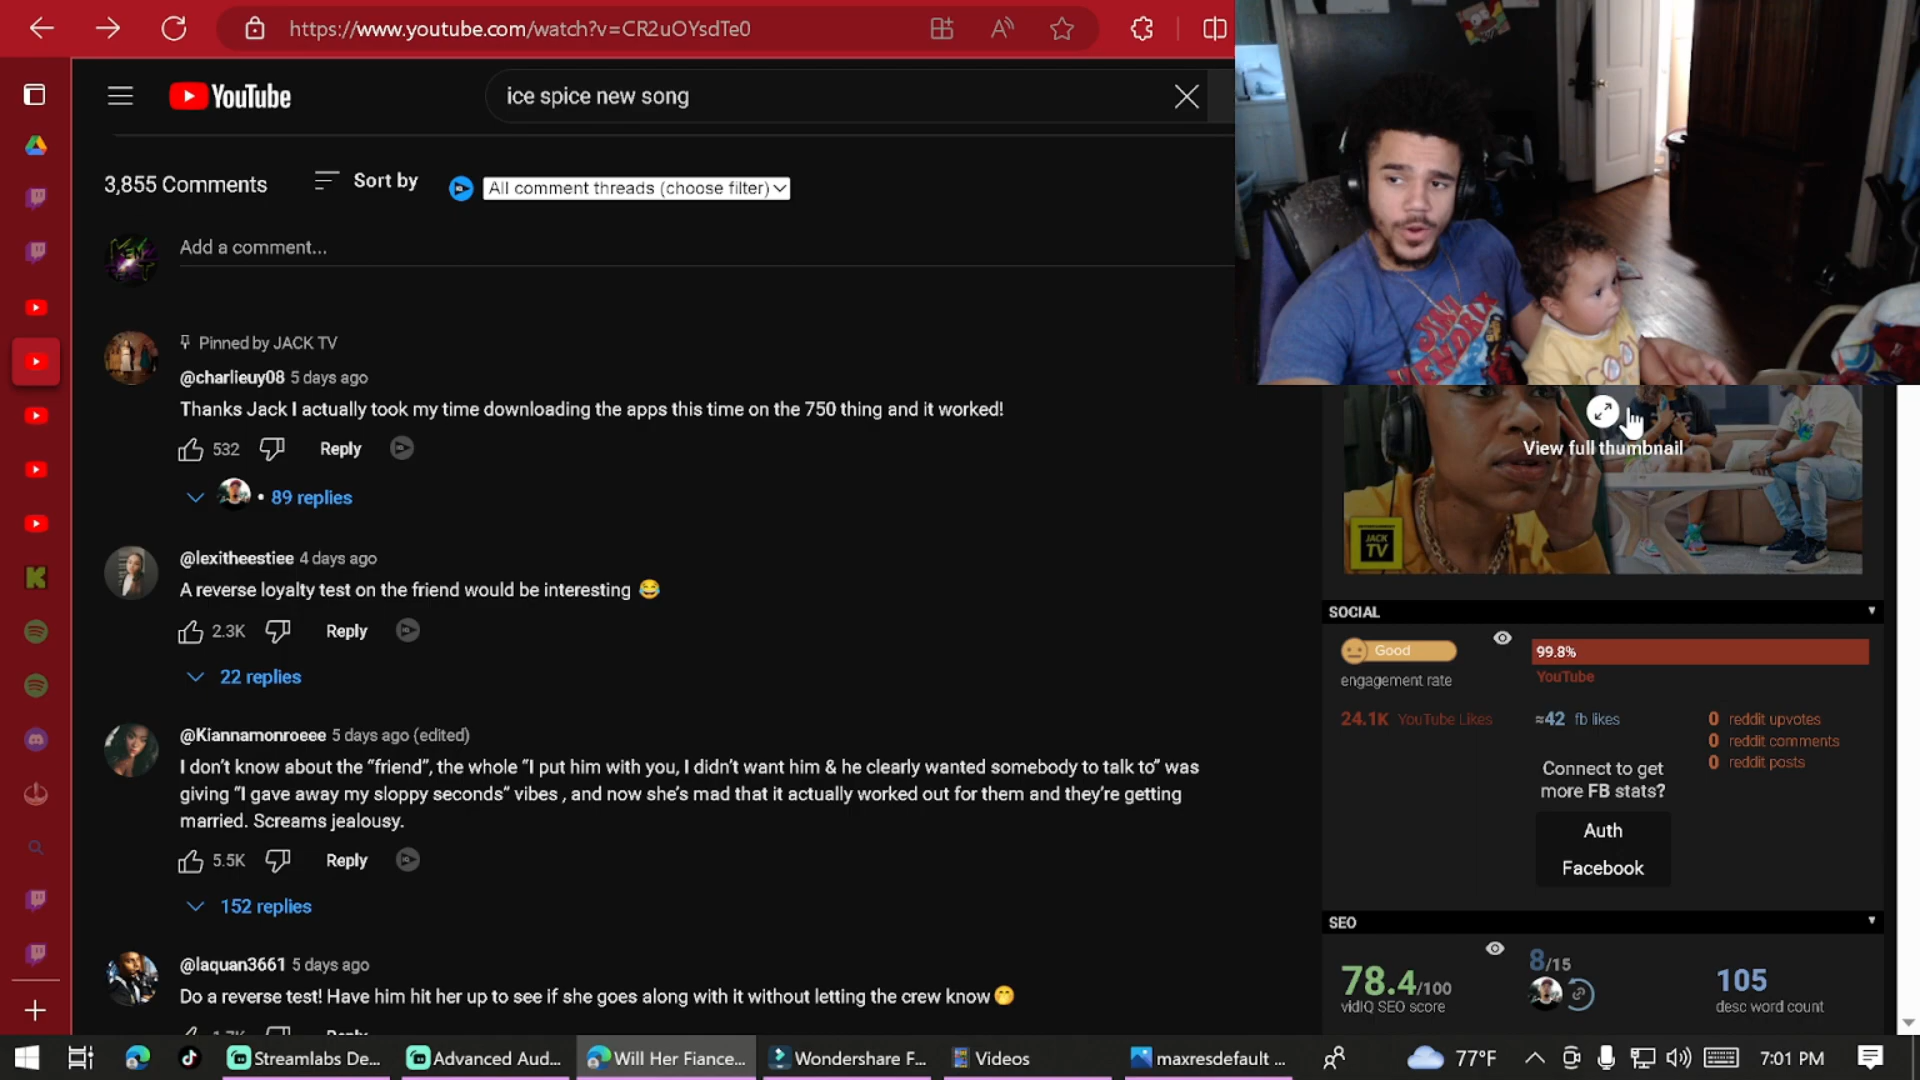 https://www.youtube.com/watch?v=CR2uOYsdTe0
YouTube
ice spice new song
3,855 Comments
Sort by
All comment threads (choose filter)
Add a comment...
Pinned by JACK TV
@charlieuy08 5 days ago
Thanks Jack I actually took my time downloading the apps this time on the 750 thing and it worked!
532
Reply
• 89 replies
@lexitheestiee 4 days ago
A reverse loyalty test on the friend would be interesting 😂
2.3K
Reply
22 replies
@Kiannamonroeee 5 days ago (edited)
I don't know about the “friend”, the whole “I put him with you, I didn't want him & he clearly wanted somebody to talk to” was
giving “I gave away my sloppy seconds” vibes , and now she's mad that it actually worked out for them and they're getting
married. Screams jealousy.
5.5K
Reply
152 replies
@laquan3661 5 days ago
Do a reverse test! Have him hit her up to see if she goes along with it without letting the crew know🤭
1.7K
Reply
View full thumbnail
JACK
TV
SOCIAL
Good
engagement rate
99.8%
YouTube
24.1K YouTube Likes
≈42 fb likes
0 reddit upvotes
0 reddit comments
0 reddit posts
Connect to get
more FB stats?
Auth
Facebook
SEO
78.4/100
vidIQ SEO score
8/15
105
desc word count
Streamlabs De...
Advanced Aud...
Will Her Fiance...
Wondershare F...
Videos
maxresdefault ...
77°F
7:01 PM